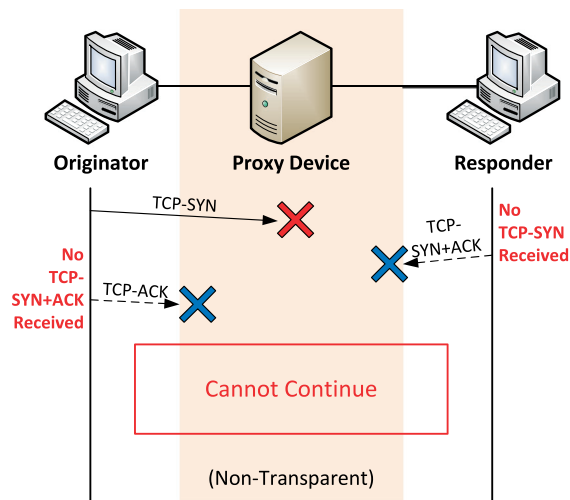 Originator
Proxy Device
Responder
TCP-SYN
No
TCP-SYN
Received
TCP-
SYN+ACK
No
TCP-
SYN+ACK
Received
TCP-ACK
Cannot Continue
(Non-Transparent)